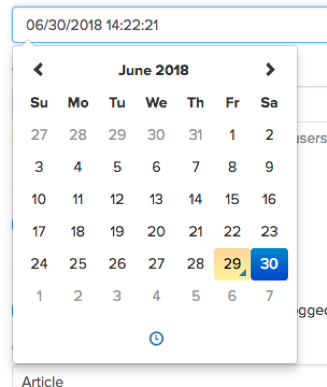 06/30/2018 14:22:21
June 2018
Su Mo Tu We Th Fr Sa
27 28 29 30 31 1 2
3 4 5 6 7 8 9
10 11 12 13 14 15 16
17 18 19 20 21 22 23
24 25 26 27 28 29 30
1 2 3 4 5 6 7
Article